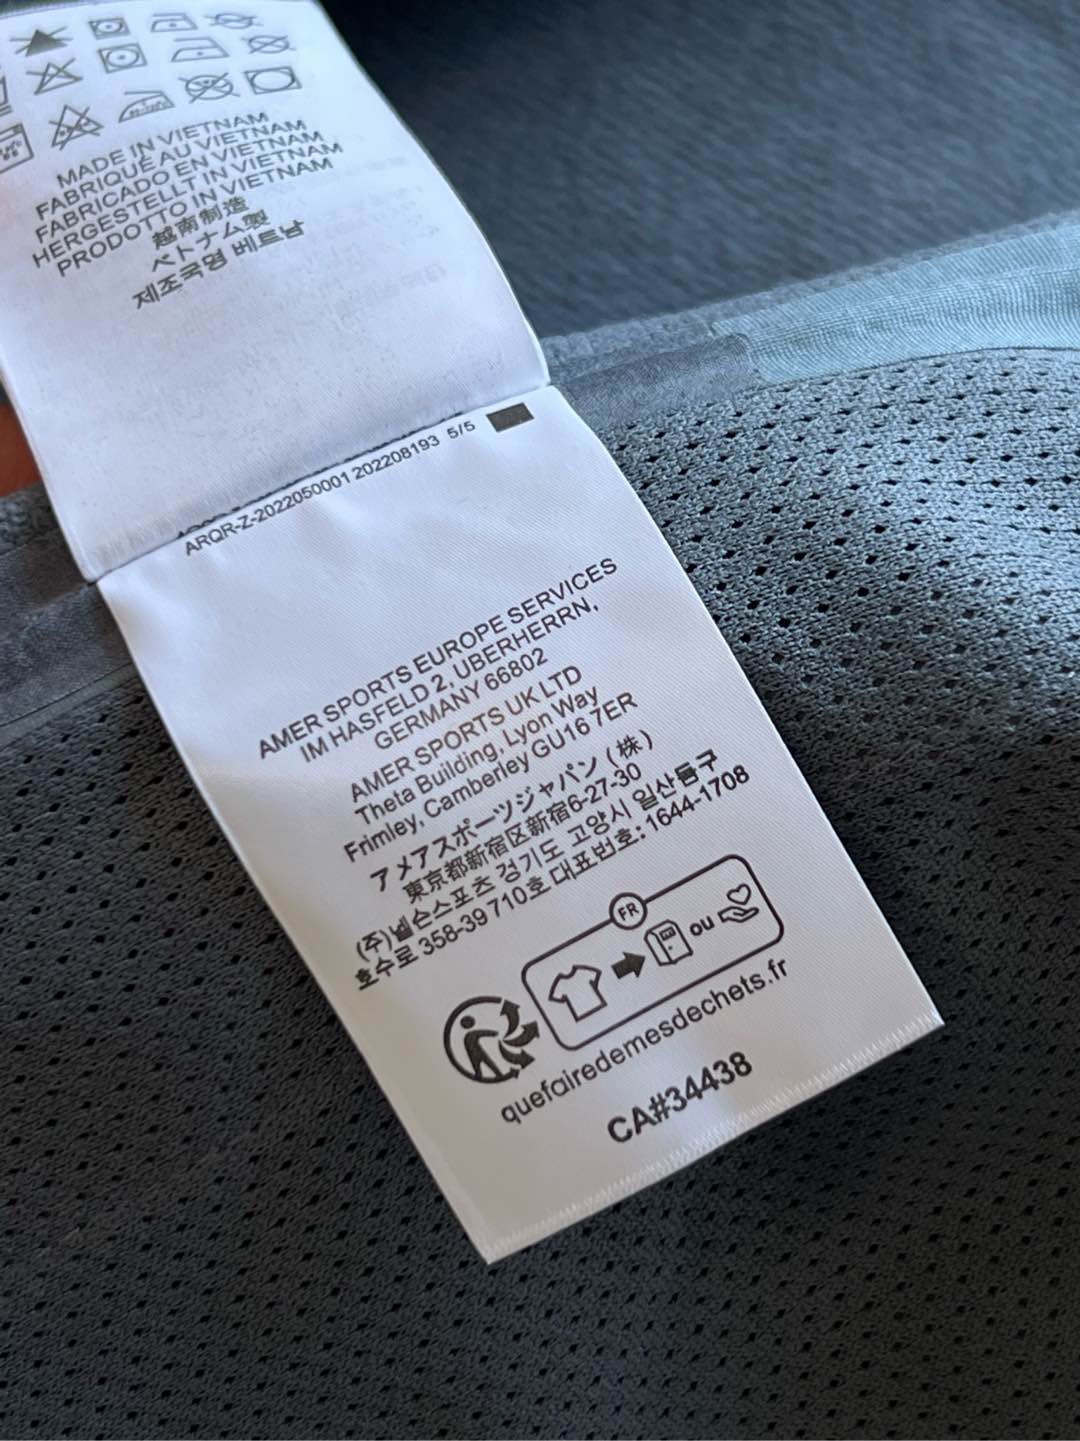 MADE IN VIETNAM
FABRIQUÉ AU VIETNAM
FABRICADO EN VIETNAM
HERGESTELLT IN VIETNAM
PRODOTTO IN VIETNAM
越南制造
ベトナム製
제조국명 베트남
ARQR-Z-2022050001 202208193 5/5
AMER SPORTS EUROPE SERVICES
IM HASFELD 2, UBERHERRN,
GERMANY 66802
AMER SPORTS UK LTD
Theta Building, Lyon Way
Frimley, Camberley GU16 7ER
アメアスポーツジャパン（株）
東京都新宿区新宿6-27-30
(주)넬슨스포츠 경기도 고양시 일산동구
호수로 358-39 710호 대표번호: 1644-1708
FR
ou
quefairedemesdechets.fr
CA#34438